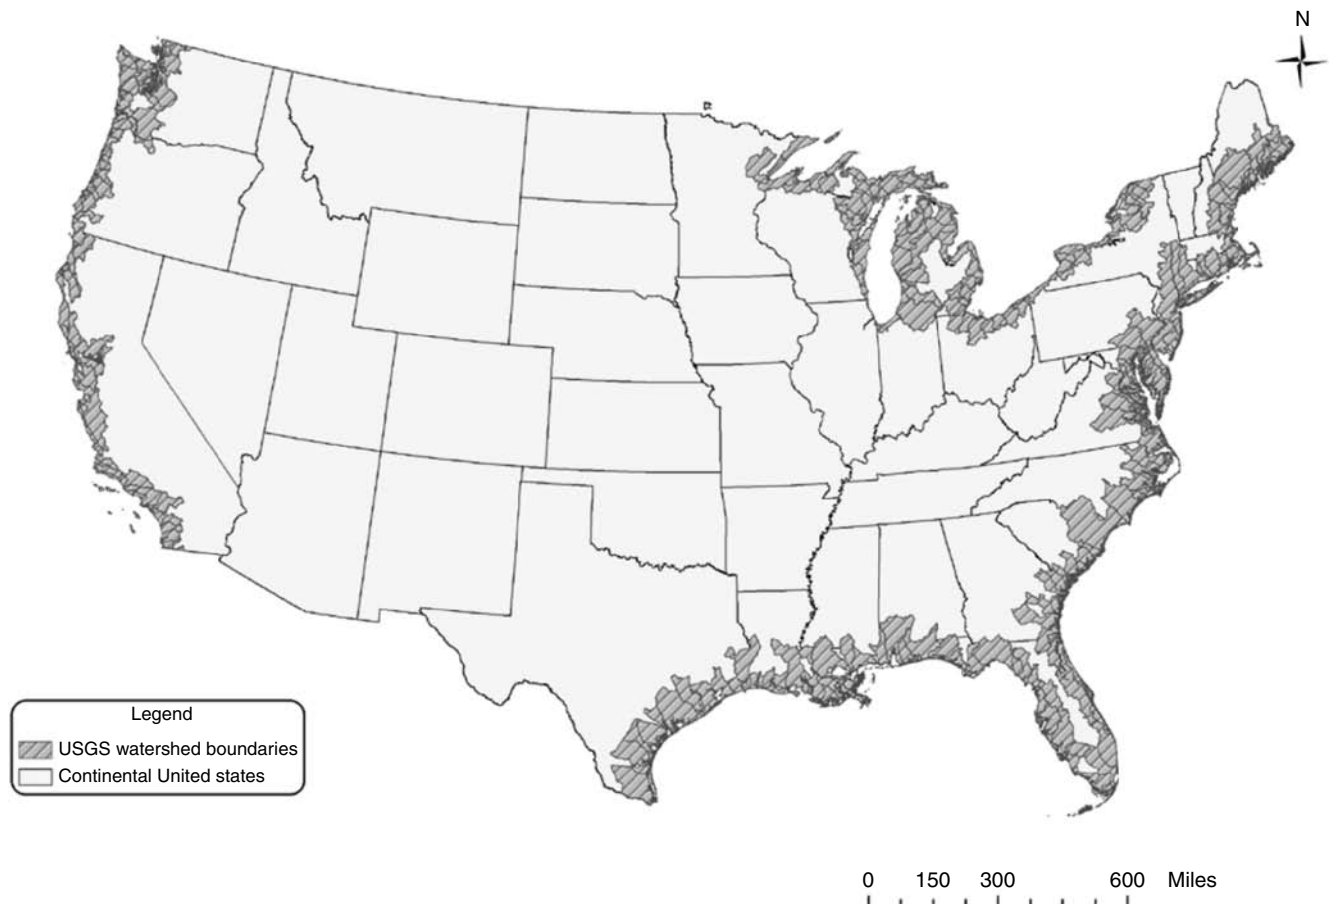 N
Legend
USGS watershed boundaries
Continental United states
0 150 300 600 Miles